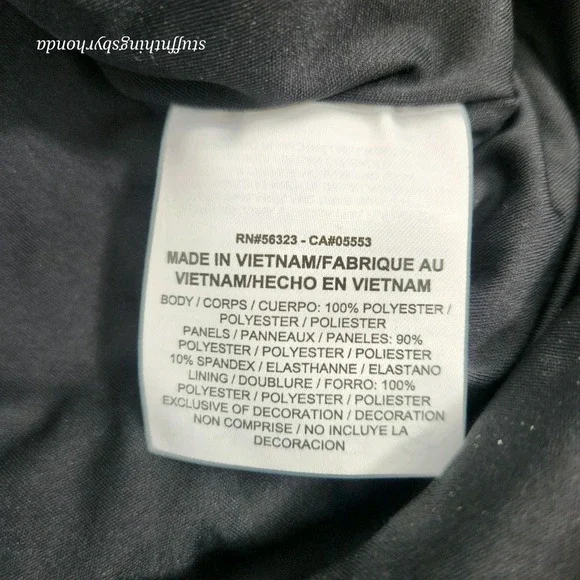 stuffnthingsbyrhonda
RN#56323 - CA#05553
MADE IN VIETNAM/FABRIQUE AU
VIETNAM/HECHO EN VIETNAM
BODY / CORPS / CUERPO: 100% POLYESTER /
POLYESTER / POLIESTER
PANELS / PANNEAUX / PANELES: 90%
POLYESTER / POLYESTER / POLIESTER
10% SPANDEX / ELASTHANNE / ELASTANO
LINING / DOUBLURE / FORRO: 100%
POLYESTER / POLYESTER / POLIESTER
EXCLUSIVE OF DECORATION / DECORATION
NON COMPRISE / NO INCLUYE LA
DECORACION